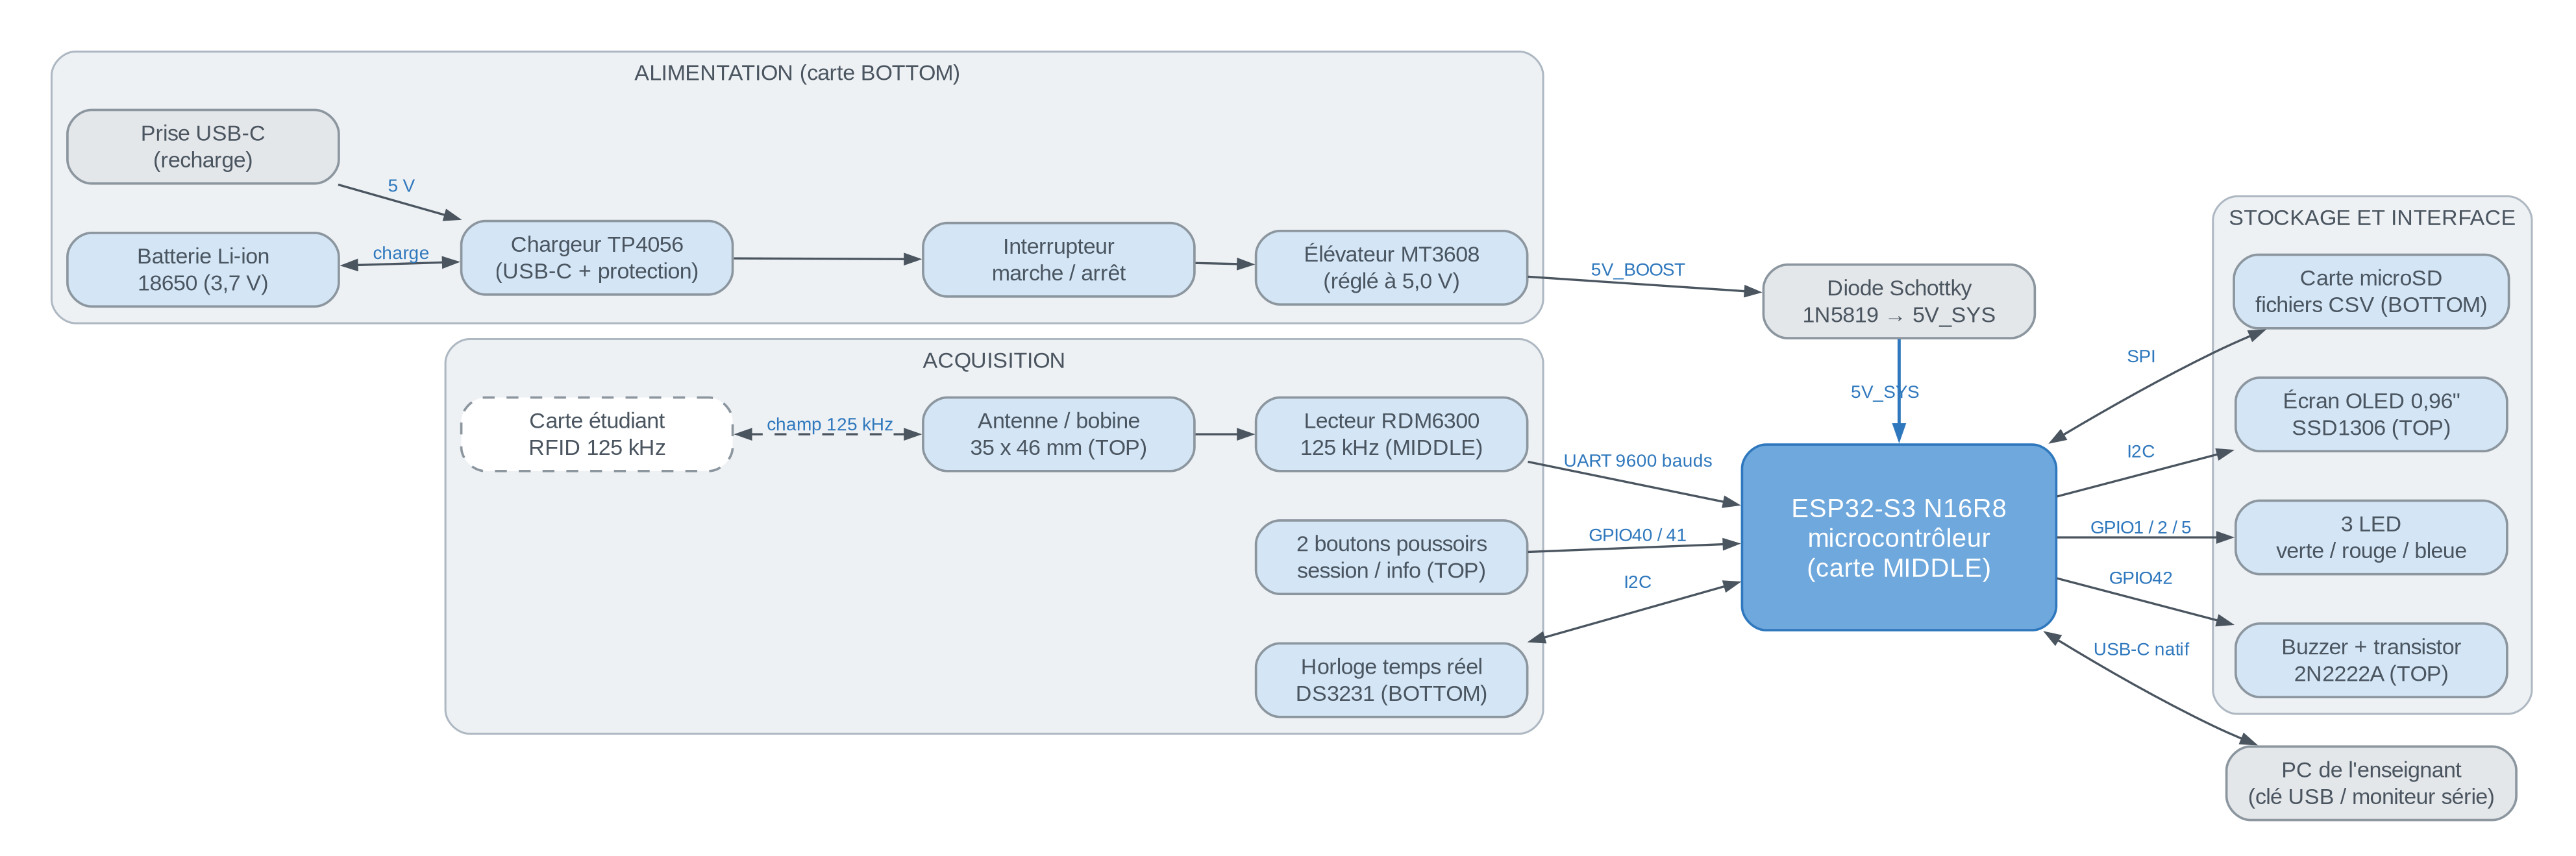 ALIMENTATION (carte BOTTOM)
Prise USB-C
(recharge)
5 V
Batterie Li-ion
18650 (3,7 V)
charge
Chargeur TP4056
(USB-C + protection)
Interrupteur
marche / arrêt
Élévateur MT3608
(réglé à 5,0 V)
5V_BOOST
Diode Schottky
1N5819 → 5V_SYS
5V_SYS
ACQUISITION
Carte étudiant
RFID 125 kHz
champ 125 kHz
Antenne / bobine
35 x 46 mm (TOP)
Lecteur RDM6300
125 kHz (MIDDLE)
UART 9600 bauds
2 boutons poussoirs
session / info (TOP)
GPIO40 / 41
Horloge temps réel
DS3231 (BOTTOM)
I2C
ESP32-S3 N16R8
microcontrôleur
(carte MIDDLE)
STOCKAGE ET INTERFACE
SPI
Carte microSD
fichiers CSV (BOTTOM)
I2C
Écran OLED 0,96"
SSD1306 (TOP)
GPIO1 / 2 / 5
3 LED
verte / rouge / bleue
GPIO42
Buzzer + transistor
2N2222A (TOP)
USB-C natif
PC de l'enseignant
(clé USB / moniteur série)